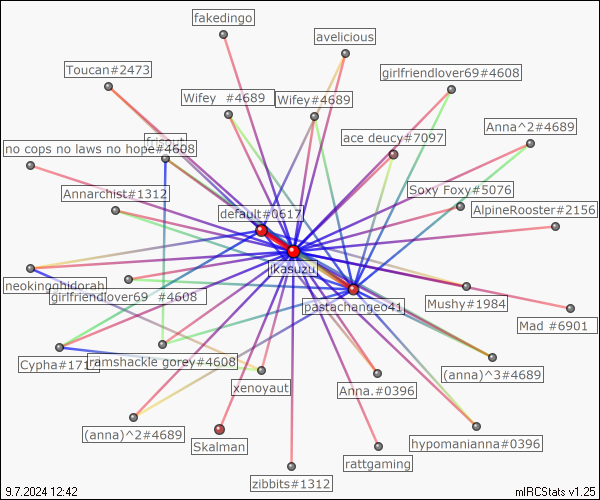 fakedingo
avelicious
Toucan#2473
girlfriendlover69#4608
Wifey #4689
Wifey#4689
Anna^2#4689
ace deucy#7097
no cops no laws no hope#4608
Annarchist#1312
Soxy Foxy#5076
AlpineRooster#2156
default#0617
ikasuzu
neokingghidorah
girlfriendlover69 #4608
pastachangeo41
Mushy#1984
Mad #6901
Cypha#171
ramshackle gorey#4608
(anna)^3#4689
xenoyaut
Anna.#0396
(anna)^2#4689
Skalman
hypomanianna#0396
rattgaming
zibbits#1312
9.7.2024 12:42
mIRCStats v1.25